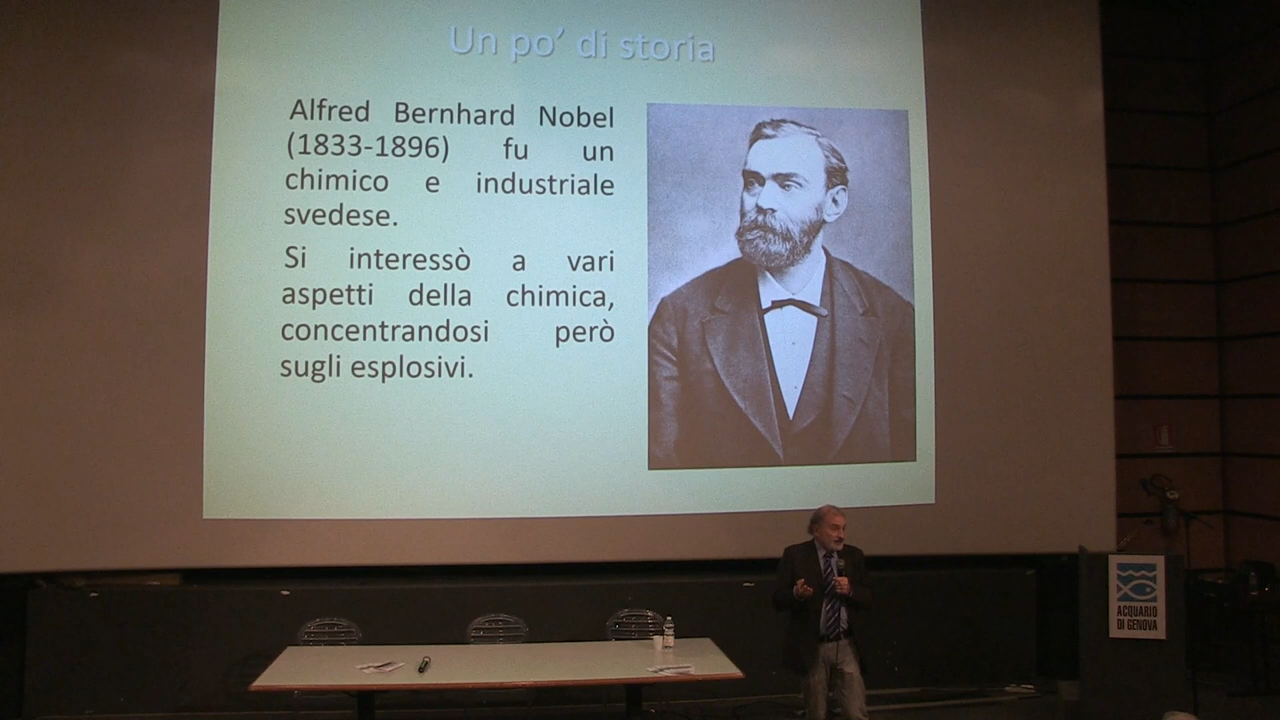 Un po' di storia
Alfred Bernhard Nobel
(1833-1896) fu un
chimico e industriale
svedese.
Si interessò a vari
aspetti della chimica,
concentrandosi però
sugli esplosivi.
ACQUARIO
DI GENOVA